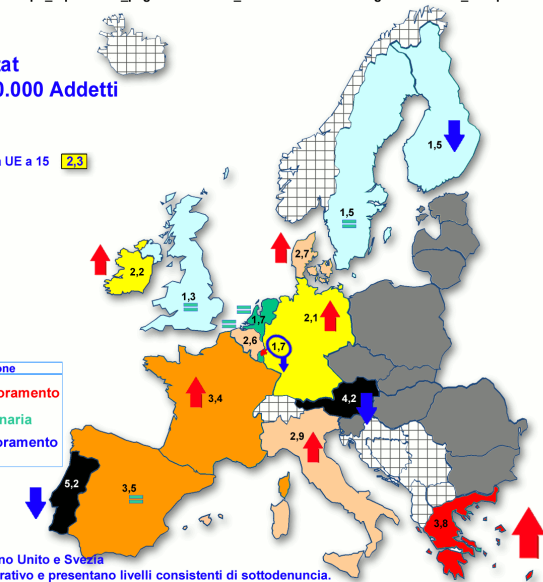 0.000 Addetti
UE a 15 2,3
1,5
1,5
2,7
2,2
1,3
1,7
2,1
2,6
1,7
3,4
4,2
2,9
5,2
3,5
3,8
one
oramento
naria
oramento
no Unito e Svezia
rativo e presentano livelli consistenti di sottodenuncia.